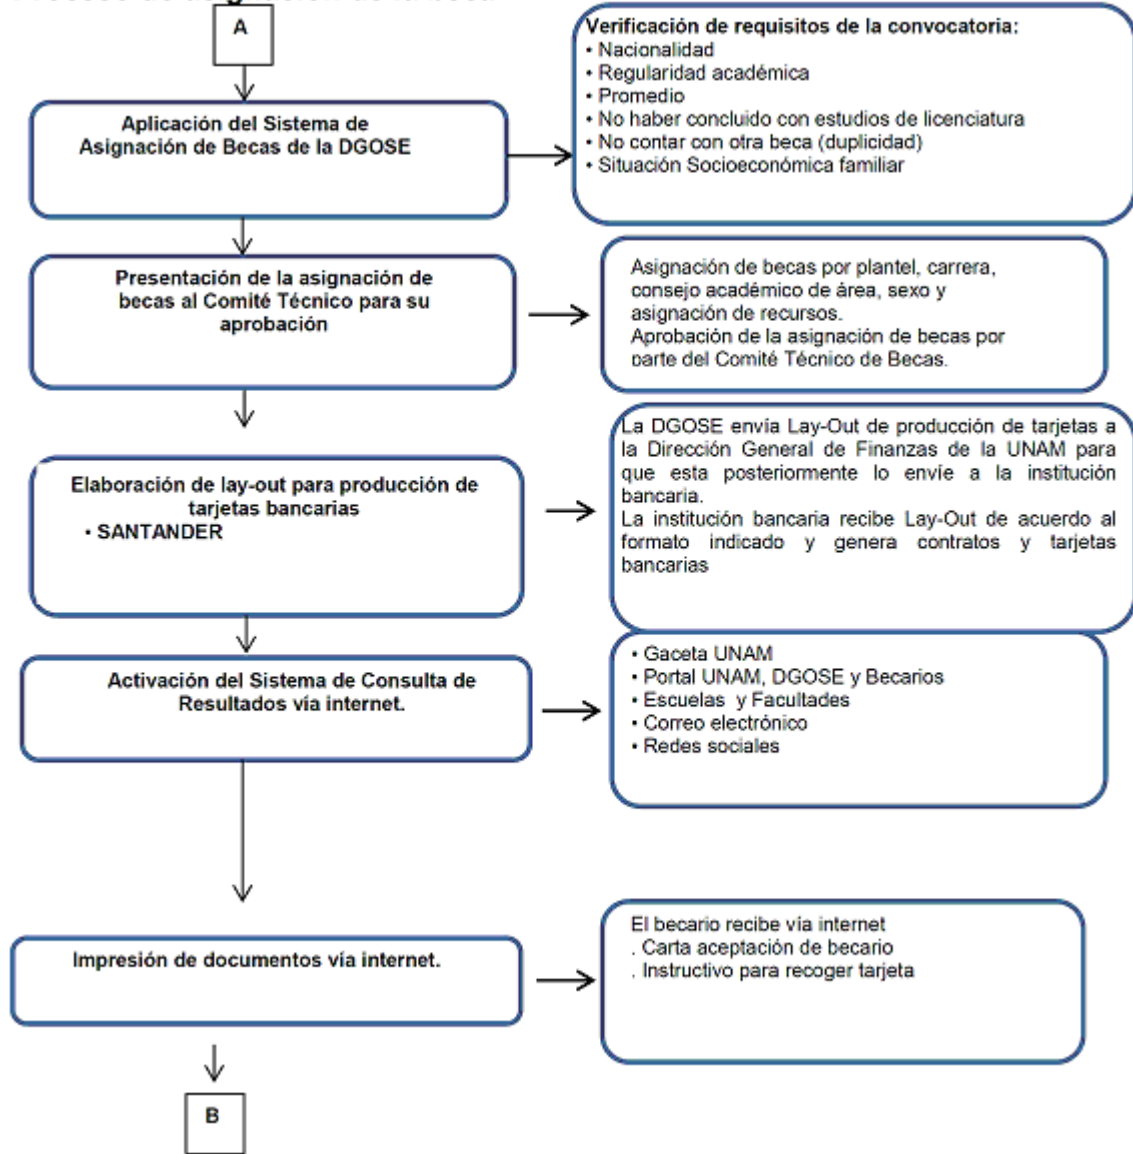 A
Verificación de requisitos de la convocatoria:
• Nacionalidad
• Regularidad académica
• Promedio
• No haber concluido con estudios de licenciatura
• No contar con otra beca (duplicidad)
• Situación Socioeconómica familiar
Aplicación del Sistema de
Asignación de Becas de la DGOSE
Presentación de la asignación de
becas al Comité Técnico para su
aprobación
Asignación de becas por plantel, carrera,
consejo académico de área, sexo y
asignación de recursos.
Aprobación de la asignación de becas por
parte del Comité Técnico de Becas.
Elaboración de lay-out para producción de
tarjetas bancarias
• SANTANDER
La DGOSE envía Lay-Out de producción de tarjetas a
la Dirección General de Finanzas de la UNAM para
que esta posteriormente lo envíe a la institución
bancaria.
La institución bancaria recibe Lay-Out de acuerdo al
formato indicado y genera contratos y tarjetas
bancarias
Activación del Sistema de Consulta de
Resultados vía internet.
• Gaceta UNAM
• Portal UNAM, DGOSE y Becarios
• Escuelas y Facultades
• Correo electrónico
• Redes sociales
Impresión de documentos vía internet.
El becario recibe vía internet
. Carta aceptación de becario
. Instructivo para recoger tarjeta
B